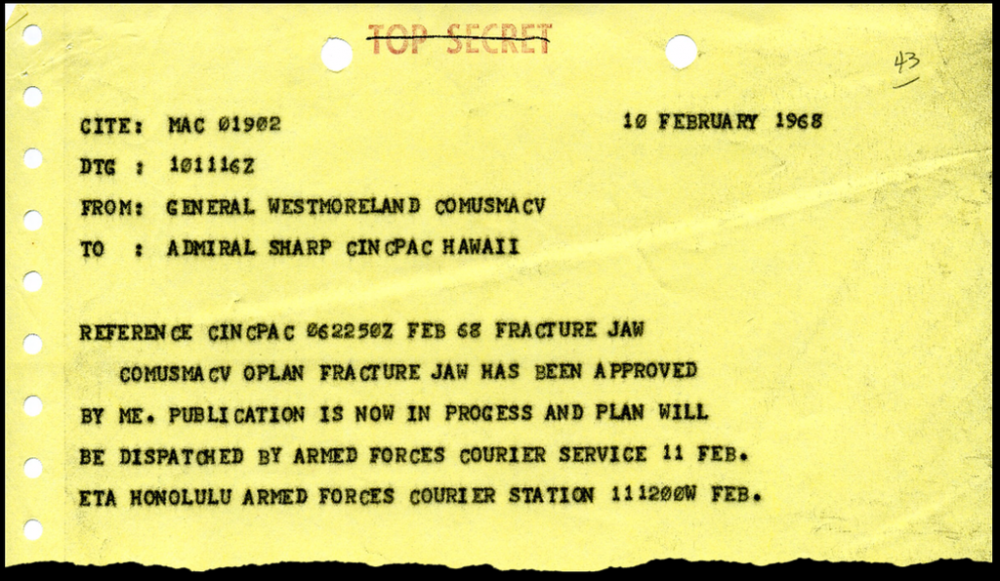 TOP SECRET
43
CITE: MAC 01902 10 FEBRUARY 1968
DTG : 101116Z
FROM: GENERAL WESTMORELAND COMUSMACV
TO : ADMIRAL SHARP CINCPAC HAWAII
REFERENCE CINCPAC 062250Z FEB 68 FRACTURE JAW
COMUSMACV OPLAN FRACTURE JAW HAS BEEN APPROVED
BY ME. PUBLICATION IS NOW IN PROGESS AND PLAN WILL
BE DISPATCHED BY ARMED FORCES COURIER SERVICE 11 FEB.
ETA HONOLULU ARMED FORCES COURIER STATION 111200W FEB.